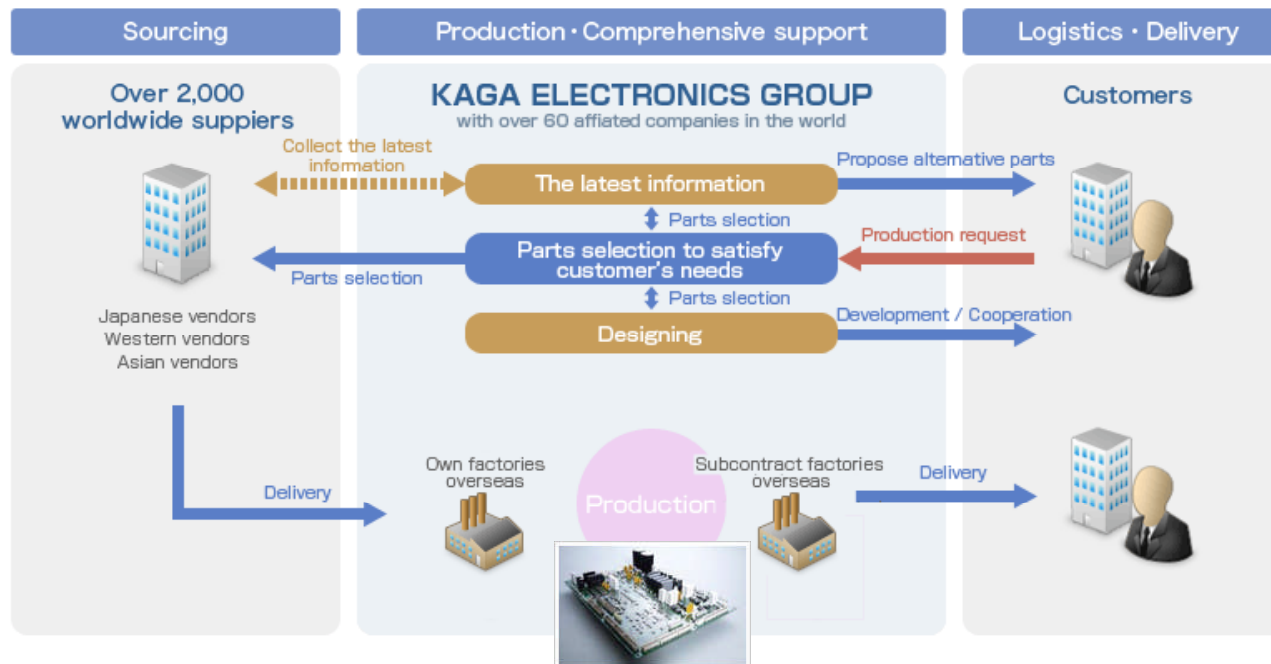 Sourcing
Production・Comprehensive support
Logistics・Delivery
Over 2,000
worldwide suppiers
KAGA ELECTRONICS GROUP
with over 60 affiated companies in the world
Customers
Collect the latest
information
The latest information
Propose alternative parts
Parts slection
Production request
Parts selection to satisfy
customer's needs
Parts selection
Parts slection
Development / Cooperation
Designing
Japanese vendors
Western vendors
Asian vendors
Own factories
overseas
Subcontract factories
overseas
Delivery
Production
Delivery